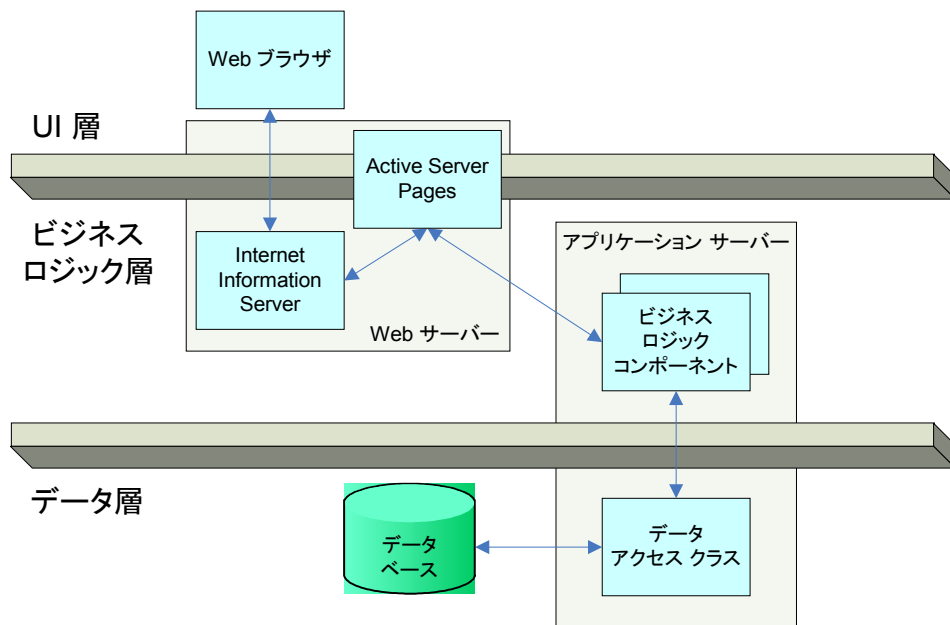 Web ブラウザ
UI 層
Active Server
Pages
ビジネス
ロジック層
Internet
Information
Server
Web サーバー
アプリケーション サーバー
ビジネス
ロジック
コンポーネント
データ層
データ
ベース
データ
アクセス クラス